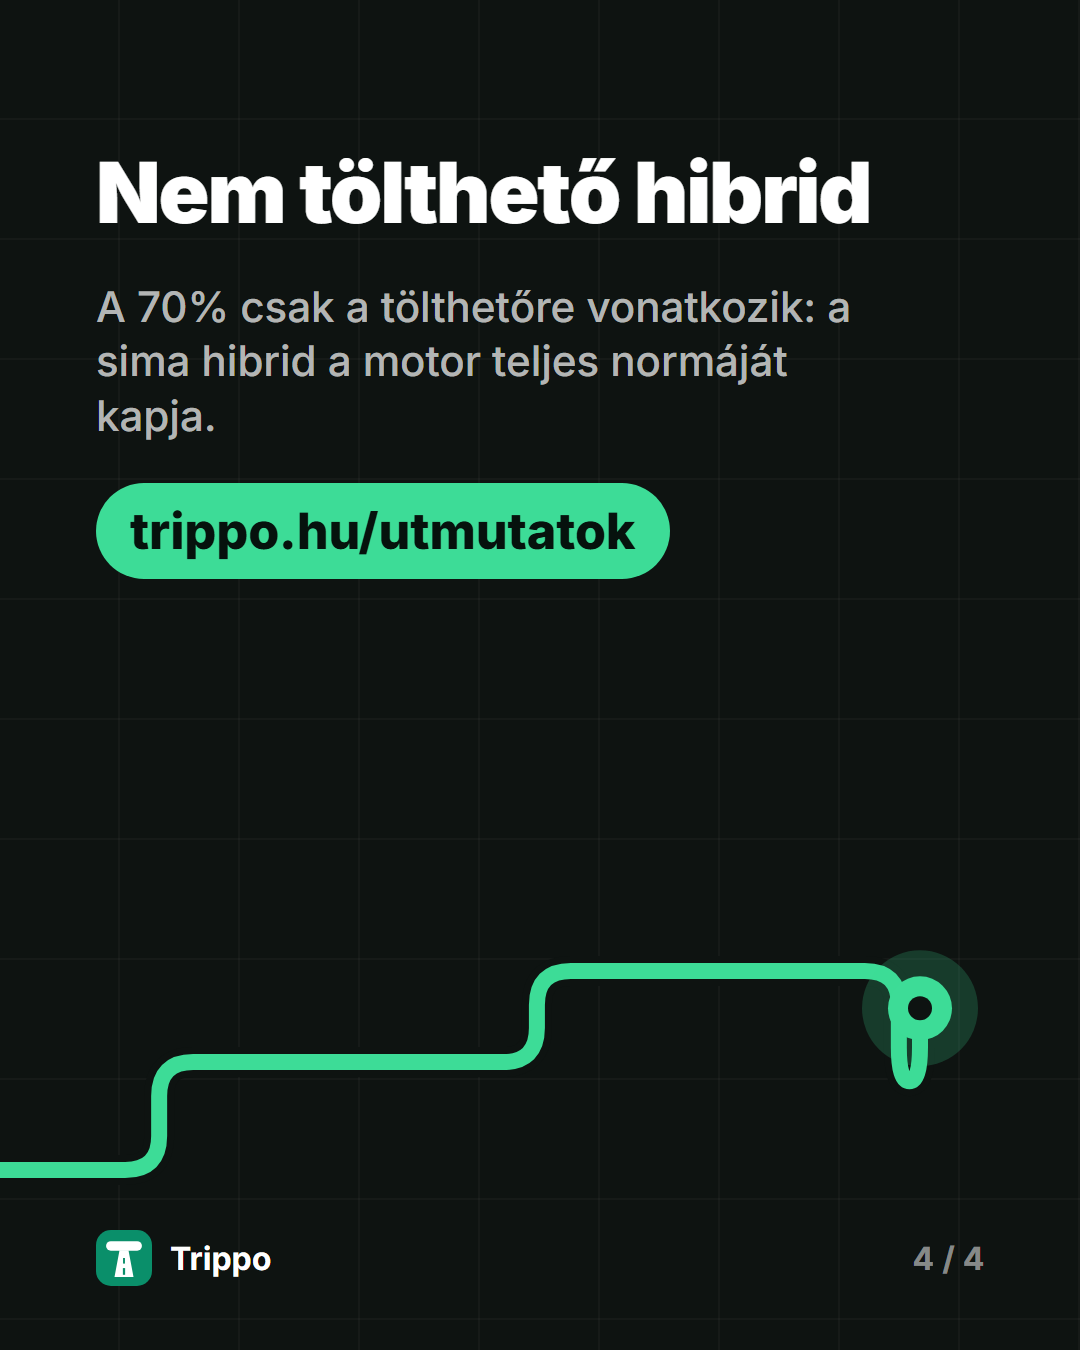 Nem tölthető hibrid
A 70% csak a tölthetőre vonatkozik: a
sima hibrid a motor teljes normáját
kapja.
trippo.hu/utmutatok
Trippo
4 / 4